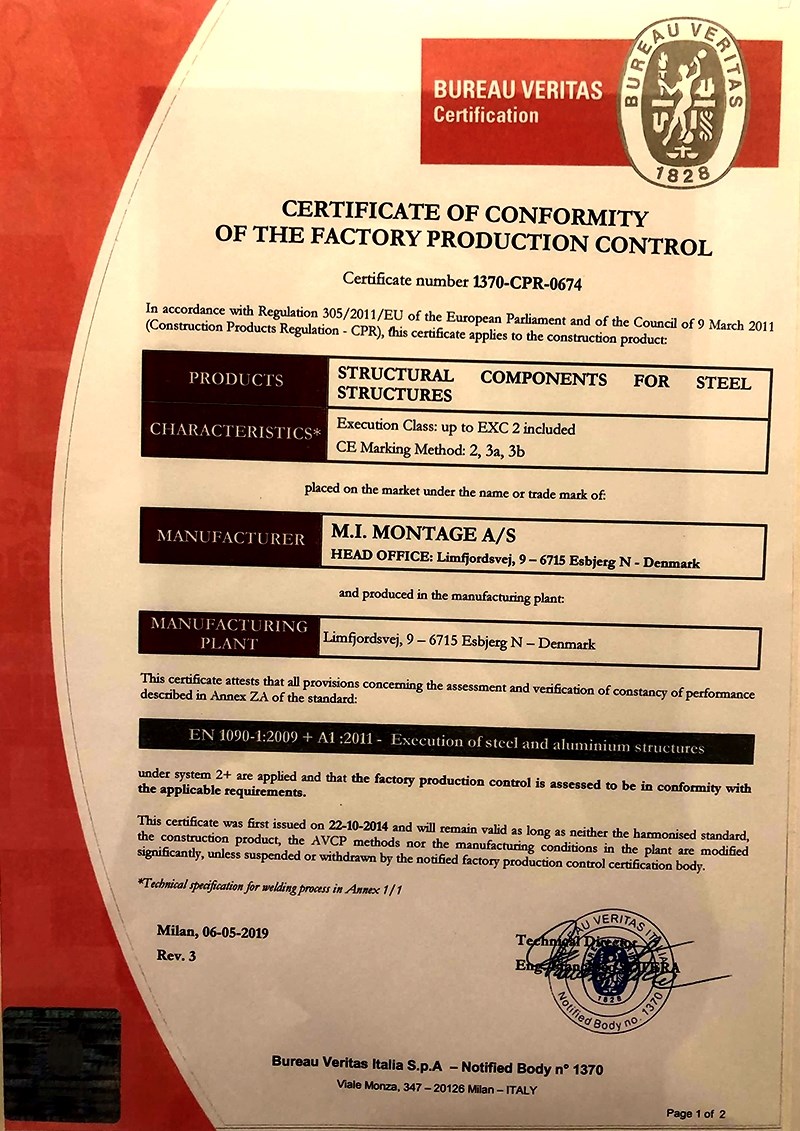 BUREAU VERITAS
Certification
BUREAU VERITAS
1828
CERTIFICATE OF CONFORMITY
OF THE FACTORY PRODUCTION CONTROL
Certificate number 1370-CPR-0674
In accordance with Regulation 305/2011/EU of the European Parliament and of the Council of 9 March 2011
(Construction Products Regulation - CPR), this certificate applies to the construction product:
PRODUCTS
STRUCTURAL COMPONENTS FOR STEEL
STRUCTURES
CHARACTERISTICS*
Execution Class: up to EXC 2 included
CE Marking Method: 2, 3a, 3b
placed on the market under the name or trade mark of:
MANUFACTURER
M.I. MONTAGE A/S
HEAD OFFICE: Limfjordsvej, 9 – 6715 Esbjerg N - Denmark
and produced in the manufacturing plant:
MANUFACTURING
PLANT
Limfjordsvej, 9 – 6715 Esbjerg N – Denmark
This certificate attests that all provisions concerning the assessment and verification of constancy of performance
described in Annex ZA of the standard:
EN 1090-1:2009 + A1 :2011 - Execution of steel and aluminium structures
under system 2+ are applied and that the factory production control is assessed to be in conformity with
the applicable requirements.
This certificate was first issued on 22-10-2014 and will remain valid as long as neither the harmonised standard,
the construction product, the AVCP methods nor the manufacturing conditions in the plant are modified
significantly, unless suspended or withdrawn by the notified factory production control certification body.
*Technical specification for welding process in Annex 1/1
Milan, 06-05-2019
Rev. 3
Technical Director
Eng.
BUREAU VERITAS ITALIA
1828
Notified Body no. 1370
Bureau Veritas Italia S.p.A – Notified Body n° 1370
Viale Monza, 347 – 20126 Milan – ITALY
Page 1 of 2